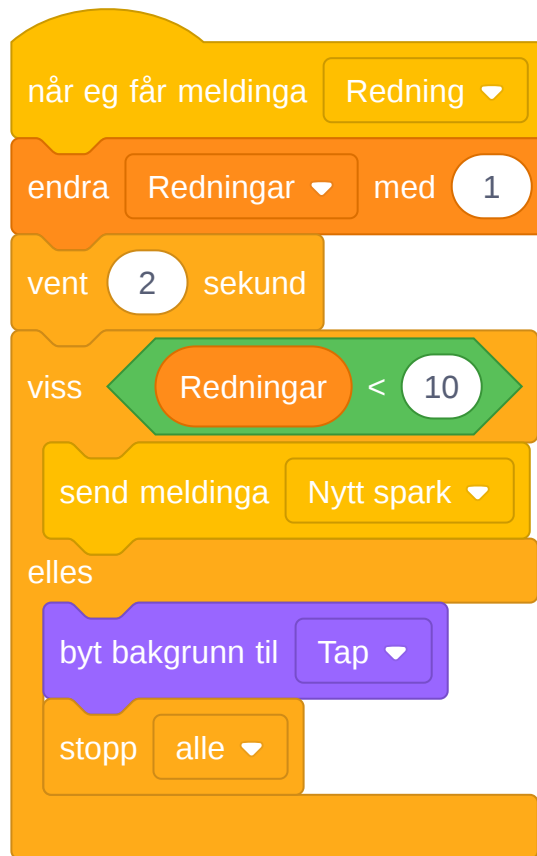 når eg får meldinga Redning
endra Redningar med 1
vent 2 sekund
viss Redningar < 10
send meldinga Nytt spark
elles
byt bakgrunn til Tap
stopp alle